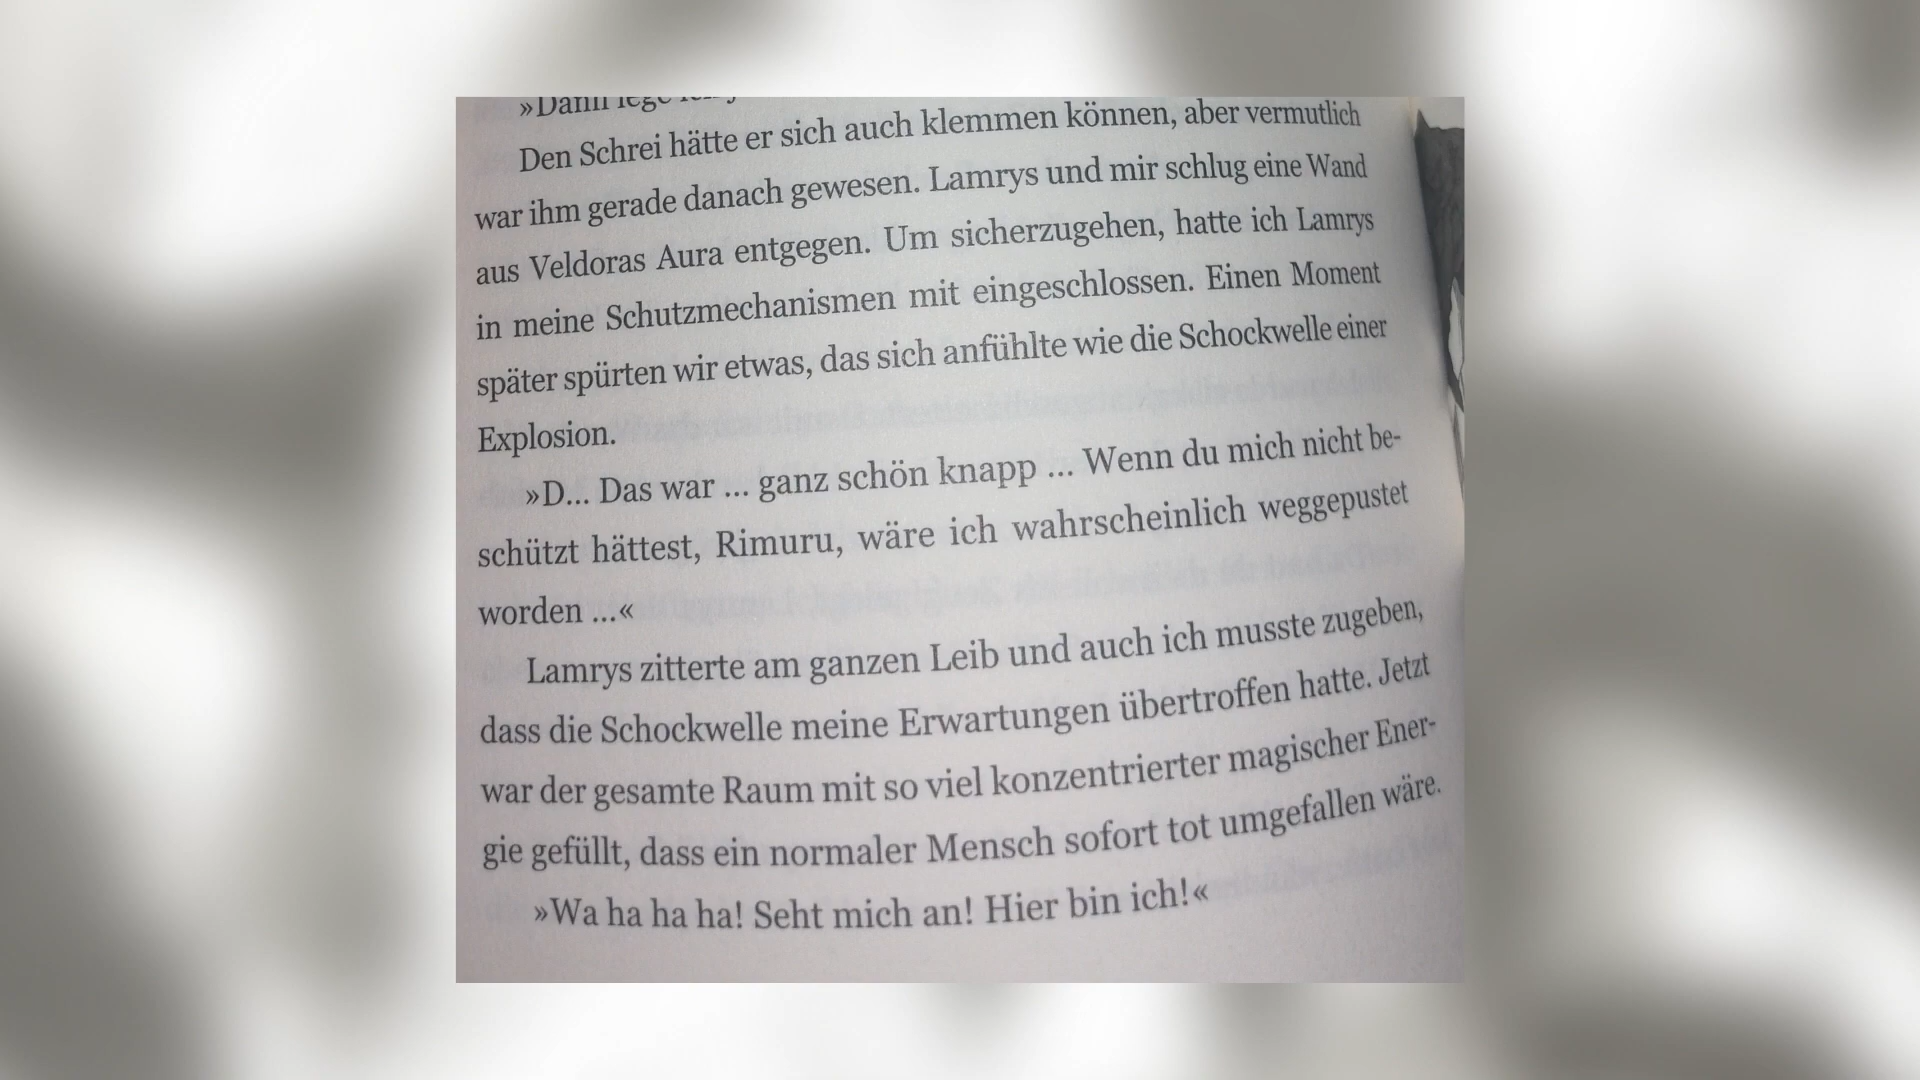 »Dann lege
Den Schrei hätte er sich auch klemmen können, aber vermutlich
war ihm gerade danach gewesen. Lamrys und mir schlug eine Wand
aus Veldoras Aura entgegen. Um sicherzugehen, hatte ich Lamrys
in meine Schutzmechanismen mit eingeschlossen. Einen Moment
später spürten wir etwas, das sich anfühlte wie die Schockwelle einer
Explosion.
»D... Das war ... ganz schön knapp ... Wenn du mich nicht be-
schützt hättest, Rimuru, wäre ich wahrscheinlich weggepustet
worden ...«
Lamrys zitterte am ganzen Leib und auch ich musste zugeben,
dass die Schockwelle meine Erwartungen übertroffen hatte. Jetzt
war der gesamte Raum mit so viel konzentrierter magischer Ener-
gie gefüllt, dass ein normaler Mensch sofort tot umgefallen wäre.
»Wa ha ha ha! Seht mich an! Hier bin ich!«